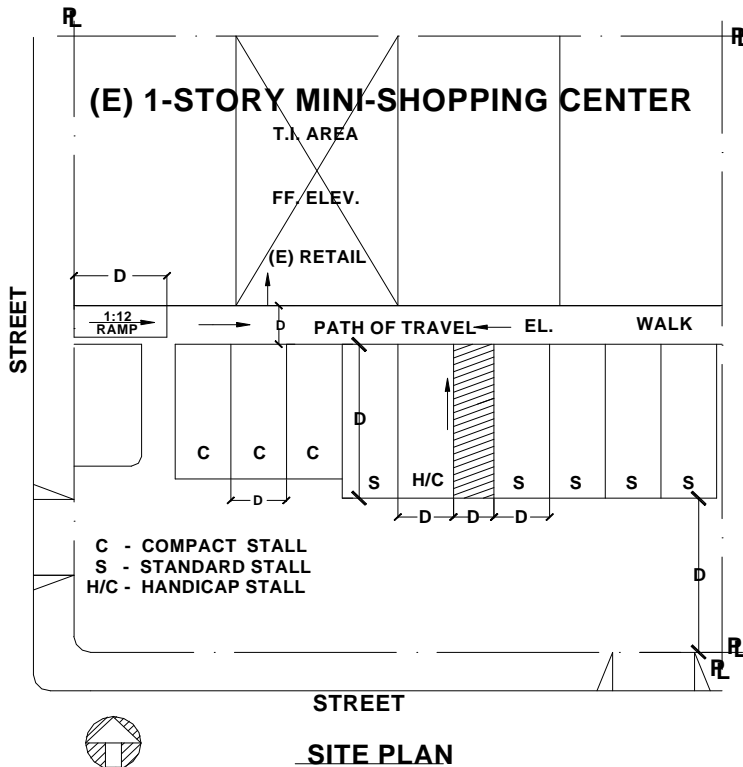 PL
PL
(E) 1-STORY MINI-SHOPPING CENTER
T.I. AREA
FF. ELEV.
(E) RETAIL
D
1:12
RAMP
D
PATH OF TRAVEL
EL.
WALK
STREET
D
C C C
S H/C S S S S
D
D D D
C - COMPACT STALL
S - STANDARD STALL
H/C - HANDICAP STALL
D
PL
PL
STREET
SITE PLAN